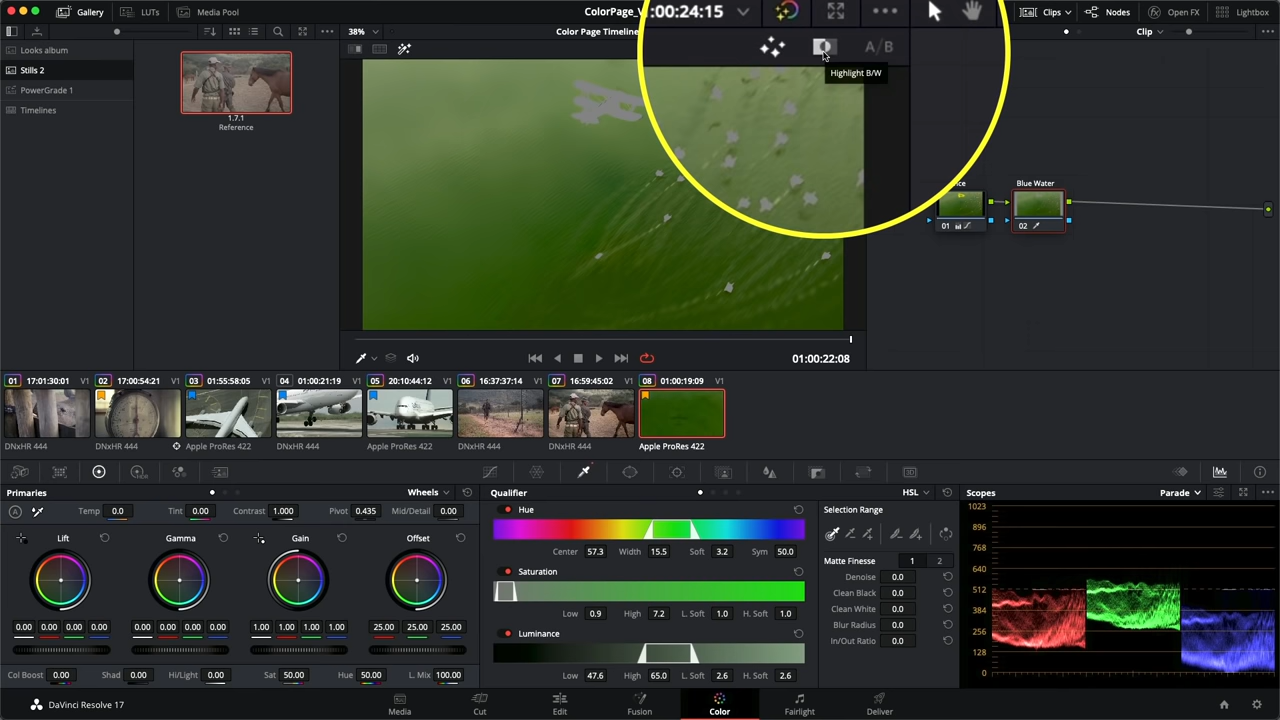 Gallery LUTs Media Pool ColorPage_V :00:24:15 Clips Nodes Open FX Lightbox
38% Color Page Timeline A/B Clip
Highlight B/W
Looks album
Stills 2
PowerGrade 1
Timelines
1.7.1
Reference
ice Blue Water
01 02
01:00:22:08
01 17:01:30:01 V1 02 17:00:54:21 V1 03 01:55:58:05 V1 04 01:00:21:19 V1 05 20:10:44:12 V1 06 16:37:37:14 V1 07 16:59:45:02 V1 08 01:00:19:09 V1
DNxHR 444 DNxHR 444 Apple ProRes 422 DNxHR 444 Apple ProRes 422 DNxHR 444 DNxHR 444 Apple ProRes 422
Primaries Wheels Qualifier HSL Scopes Parade
Temp 0.0 Tint 0.00 Contrast 1.000 Pivot 0.435 Mid/Detail 0.00
Lift Gamma Gain Offset
0.00 0.00 0.00 0.00 0.00 0.00 0.00 0.00 1.00 1.00 1.00 1.00 25.00 25.00 25.00
Col Boost 0.00 Shad 0.00 Hi/Light 0.00 Sat 50.00 Hue 50.00 L. Mix 100.00
Hue
Center 57.3 Width 15.5 Soft 3.2 Sym 50.0
Saturation
Low 0.9 High 7.2 L. Soft 1.0 H. Soft 1.0
Luminance
Low 47.6 High 65.0 L. Soft 2.6 H. Soft 2.6
Selection Range
Matte Finesse 1 2
Denoise 0.0
Clean Black 0.0
Clean White 0.0
Blur Radius 0.0
In/Out Ratio 0.0
1023
896
768
640
512
384
256
128
0
DaVinci Resolve 17 Media Cut Edit Fusion Color Fairlight Deliver